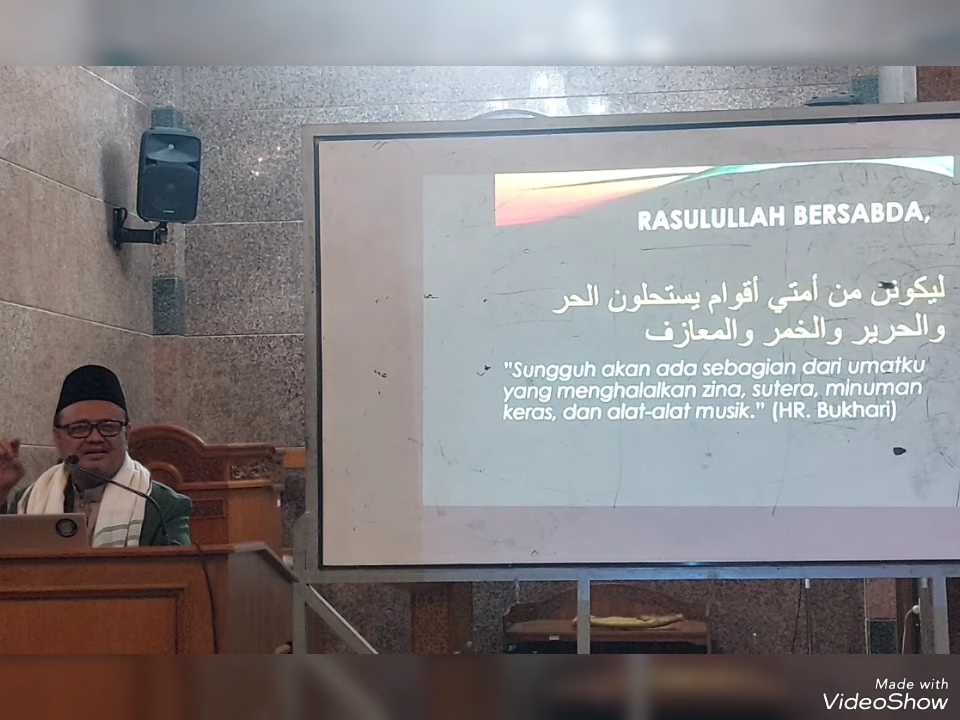 RASULULLAH BERSABDA,
ليكونن من أمتي أقوام يستحلون الحر
والحرير والخمر والمعازف
"Sungguh akan ada sebagian dari umatku
yang menghalalkan zina, sutera, minuman
keras, dan alat-alat musik." (HR. Bukhari)
Made with
VideoShow